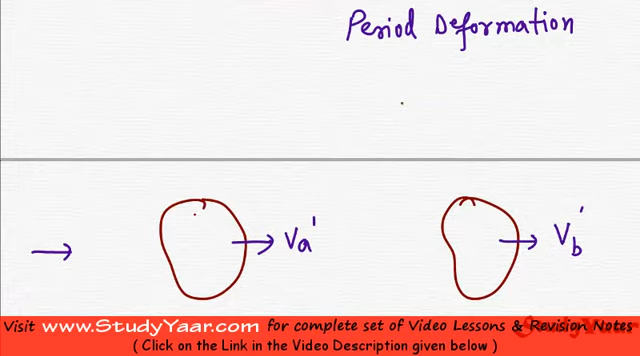 Period Deformation
Va'
Vb'
Visit www.StudyYaar.com for complete set of Video Lessons & Revision Notes
( Click on the Link in the Video Description given below )
StudyYaar